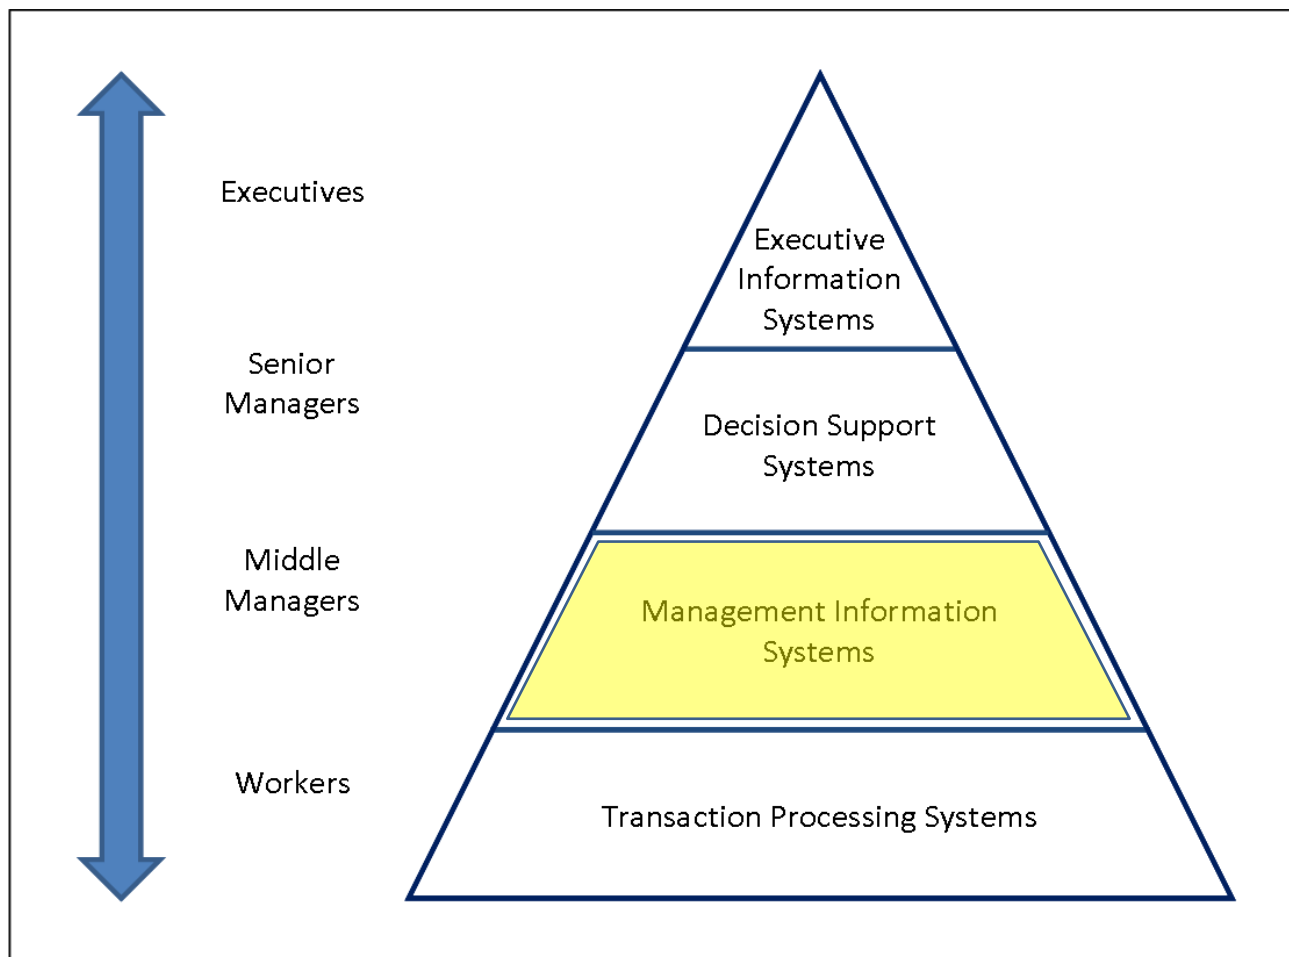 Executives
Executive
Information
Systems
Senior
Managers
Decision Support
Systems
Middle
Managers
Management Information
Systems
Workers
Transaction Processing Systems